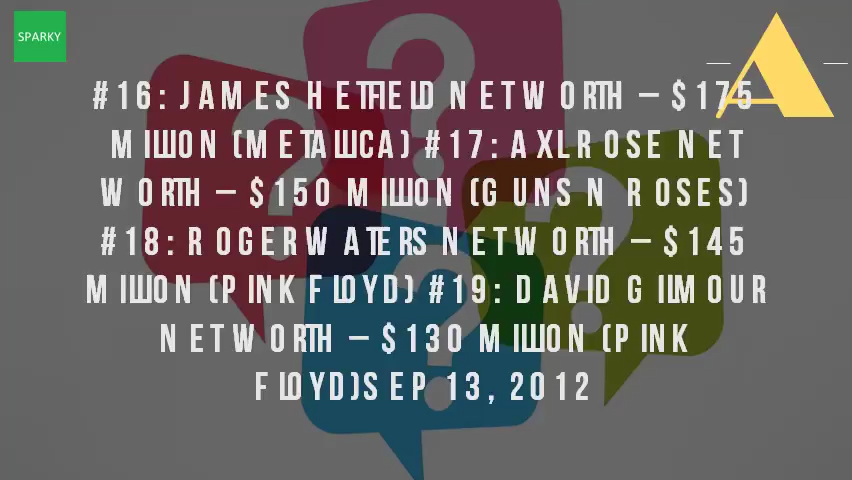 SPARKY
#16: JAMES HETFIELD NET WORTH – $175
MILLION (METALLICA) #17: AXL ROSE NET
WORTH – $150 MILLION (GUNS N ROSES)
#18: ROGER WATERS NET WORTH – $145
MILLION (PINK FLOYD) #19: DAVID GILMOUR
NET WORTH – $130 MILLION (PINK
FLOYD)SEP 13, 2012